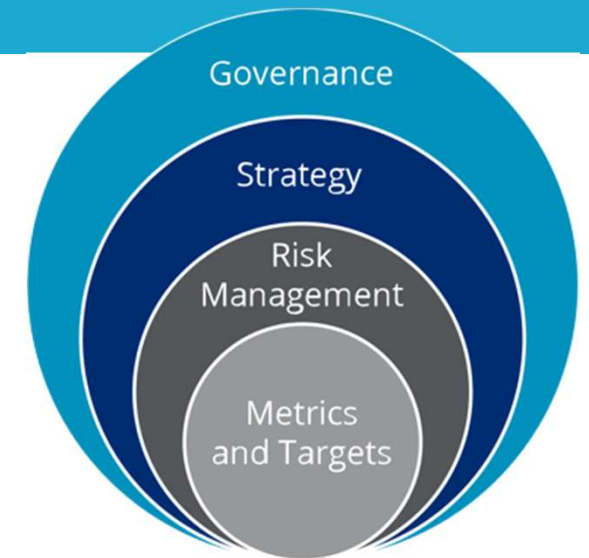 Governance
Strategy
Risk
Management
Metrics
and Targets